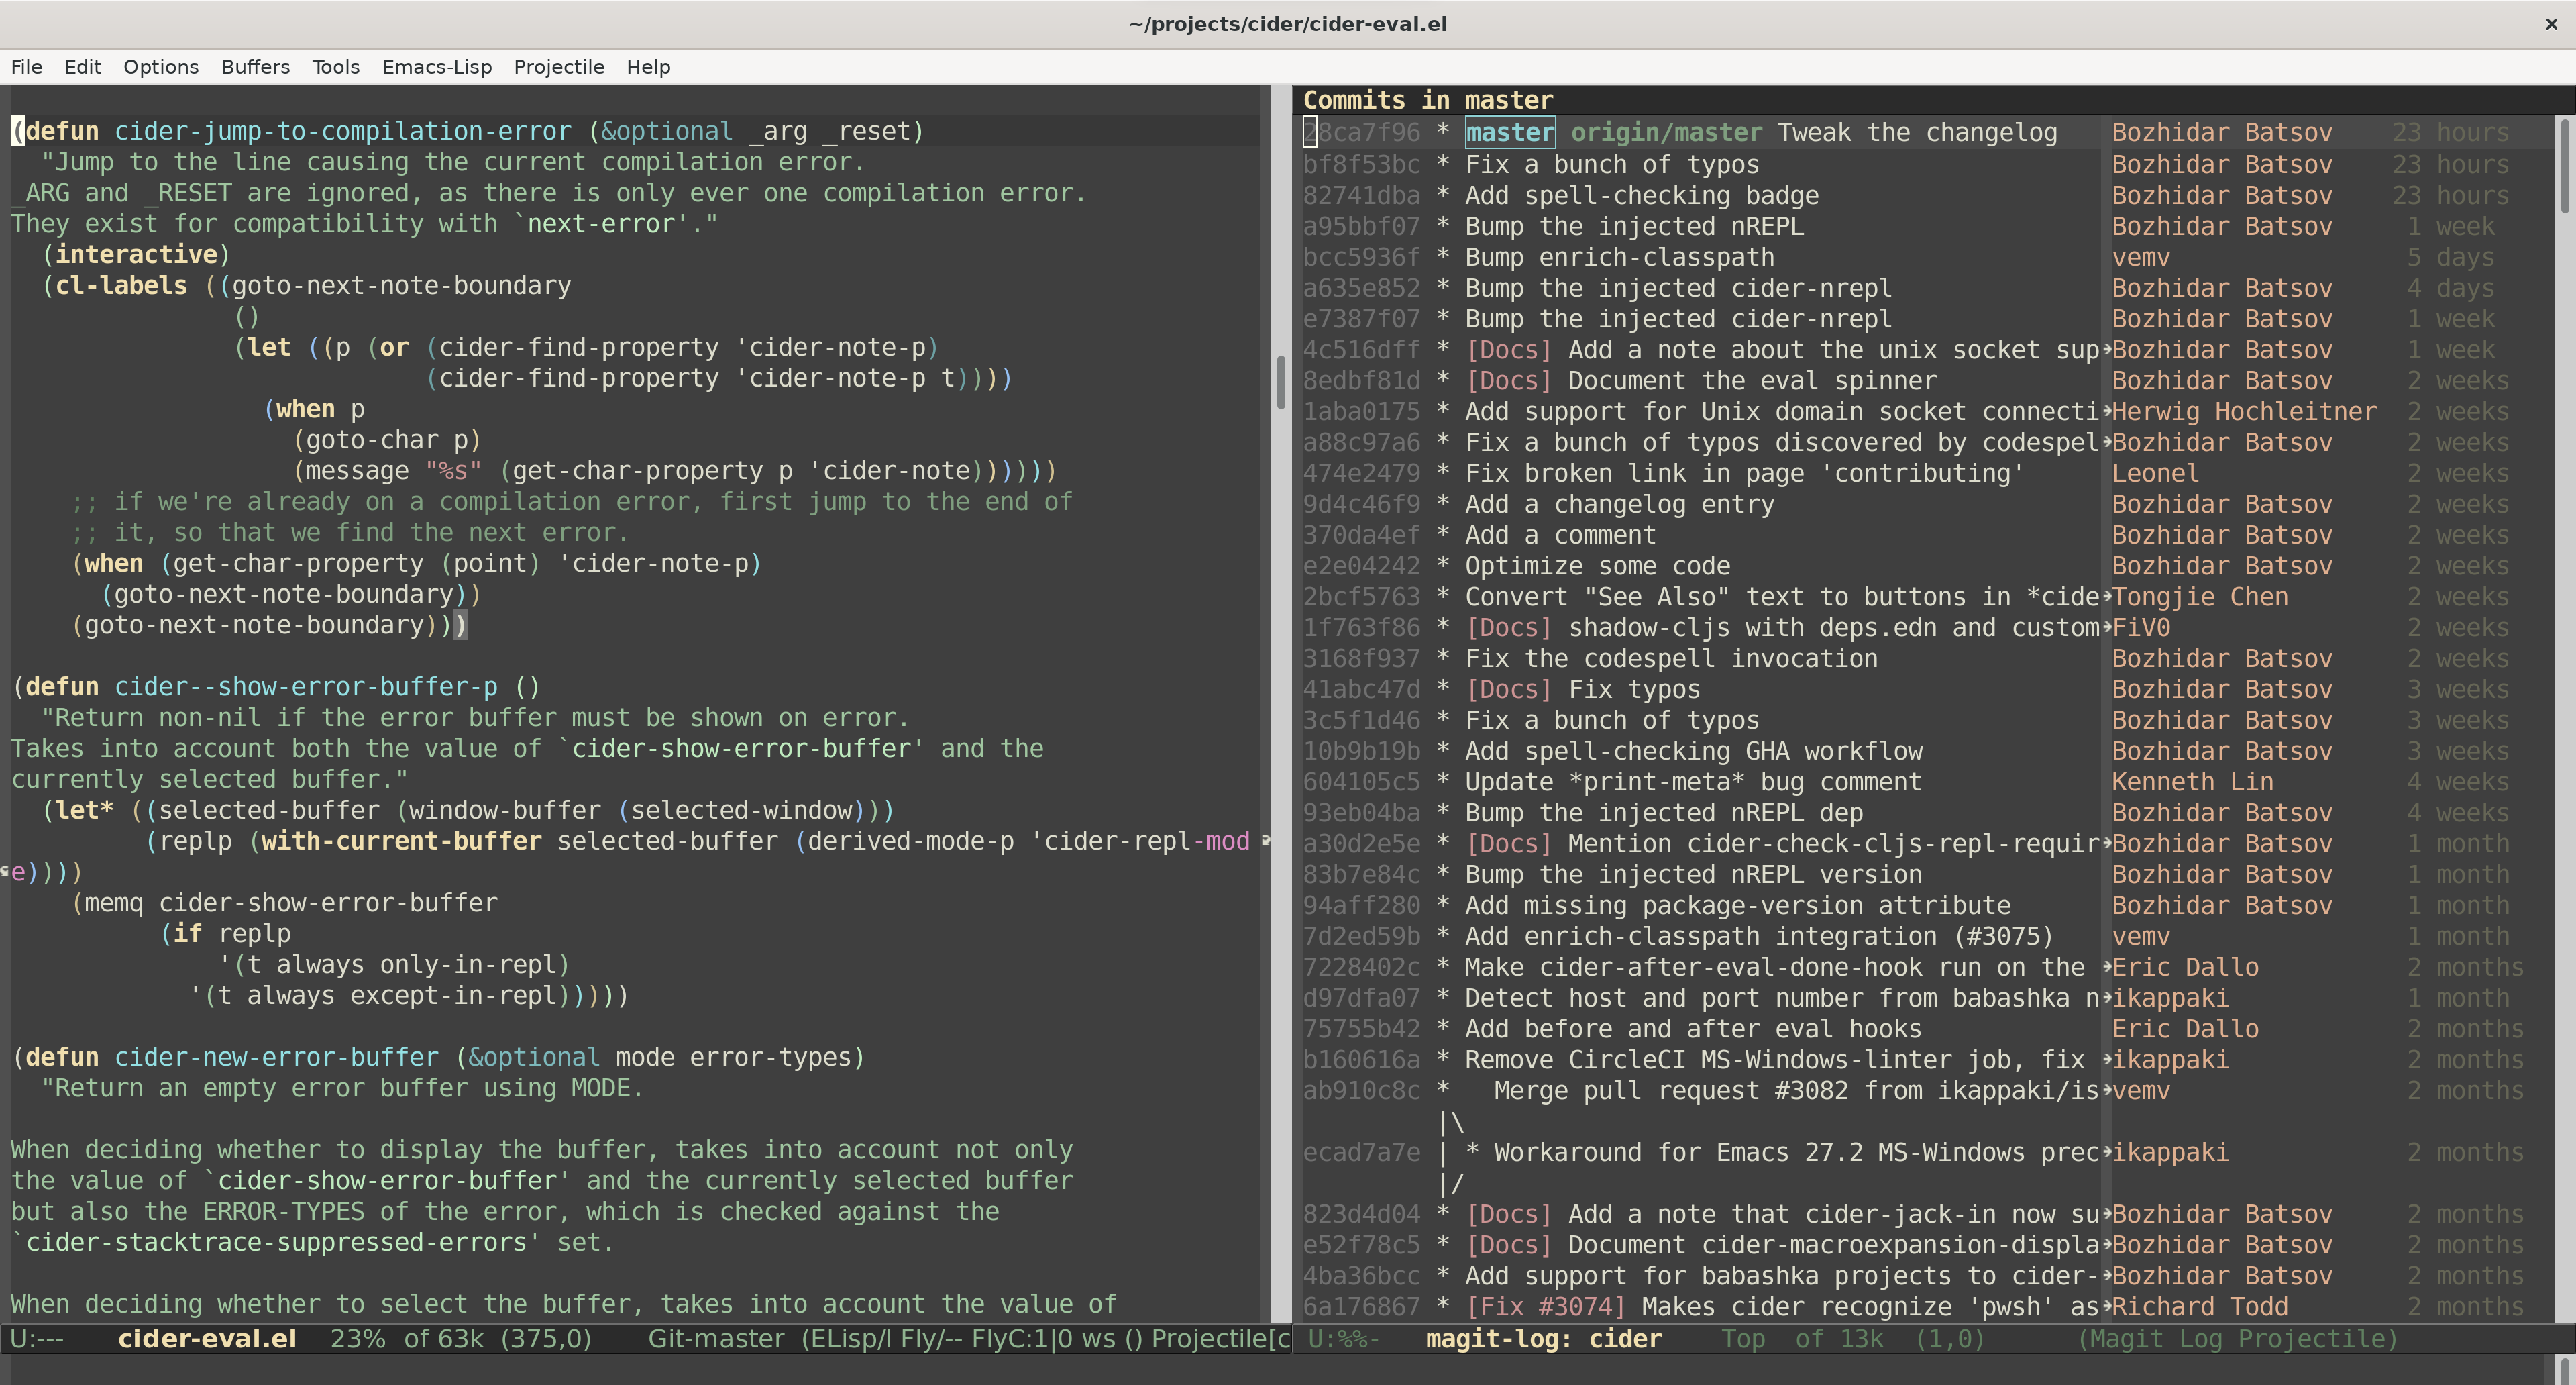 ~/projects/cider/cider-eval.el
×
File Edit Options Buffers Tools Emacs-Lisp Projectile Help
(defun cider-jump-to-compilation-error (&optional _arg _reset)
  "Jump to the line causing the current compilation error.
_ARG and _RESET are ignored, as there is only ever one compilation error.
They exist for compatibility with `next-error'."
  (interactive)
  (cl-labels ((goto-next-note-boundary
               ()
               (let ((p (or (cider-find-property 'cider-note-p)
                            (cider-find-property 'cider-note-p t))))
                 (when p
                   (goto-char p)
                   (message "%s" (get-char-property p 'cider-note))))))
    ;; if we're already on a compilation error, first jump to the end of
    ;; it, so that we find the next error.
    (when (get-char-property (point) 'cider-note-p)
      (goto-next-note-boundary))
    (goto-next-note-boundary)))
(defun cider--show-error-buffer-p ()
  "Return non-nil if the error buffer must be shown on error.
Takes into account both the value of `cider-show-error-buffer' and the
currently selected buffer."
  (let* ((selected-buffer (window-buffer (selected-window)))
         (replp (with-current-buffer selected-buffer (derived-mode-p 'cider-repl-mod
e))))
    (memq cider-show-error-buffer
          (if replp
              '(t always only-in-repl)
            '(t always except-in-repl)))))
(defun cider-new-error-buffer (&optional mode error-types)
  "Return an empty error buffer using MODE.
When deciding whether to display the buffer, takes into account not only
the value of `cider-show-error-buffer' and the currently selected buffer
but also the ERROR-TYPES of the error, which is checked against the
`cider-stacktrace-suppressed-errors' set.
When deciding whether to select the buffer, takes into account the value of
U:--- cider-eval.el 23% of 63k (375,0) Git-master (ELisp/l Fly/-- FlyC:1|0 ws () Projectile[c
Commits in master
28ca7f96 * master origin/master Tweak the changelog Bozhidar Batsov 23 hours
bf8f53bc * Fix a bunch of typos Bozhidar Batsov 23 hours
82741dba * Add spell-checking badge Bozhidar Batsov 23 hours
a95bbf07 * Bump the injected nREPL Bozhidar Batsov 1 week
bcc5936f * Bump enrich-classpath vemv 5 days
a635e852 * Bump the injected cider-nrepl Bozhidar Batsov 4 days
e7387f07 * Bump the injected cider-nrepl Bozhidar Batsov 1 week
4c516dff * [Docs] Add a note about the unix socket sup Bozhidar Batsov 1 week
8edbf81d * [Docs] Document the eval spinner Bozhidar Batsov 2 weeks
1aba0175 * Add support for Unix domain socket connecti Herwig Hochleitner 2 weeks
a88c97a6 * Fix a bunch of typos discovered by codespel Bozhidar Batsov 2 weeks
474e2479 * Fix broken link in page 'contributing' Leonel 2 weeks
9d4c46f9 * Add a changelog entry Bozhidar Batsov 2 weeks
370da4ef * Add a comment Bozhidar Batsov 2 weeks
e2e04242 * Optimize some code Bozhidar Batsov 2 weeks
2bcf5763 * Convert "See Also" text to buttons in *cide Tongjie Chen 2 weeks
1f763f86 * [Docs] shadow-cljs with deps.edn and custom FiV0 2 weeks
3168f937 * Fix the codespell invocation Bozhidar Batsov 2 weeks
41abc47d * [Docs] Fix typos Bozhidar Batsov 3 weeks
3c5f1d46 * Fix a bunch of typos Bozhidar Batsov 3 weeks
10b9b19b * Add spell-checking GHA workflow Bozhidar Batsov 3 weeks
604105c5 * Update *print-meta* bug comment Kenneth Lin 4 weeks
93eb04ba * Bump the injected nREPL dep Bozhidar Batsov 4 weeks
a30d2e5e * [Docs] Mention cider-check-cljs-repl-requir Bozhidar Batsov 1 month
83b7e84c * Bump the injected nREPL version Bozhidar Batsov 1 month
94aff280 * Add missing package-version attribute Bozhidar Batsov 1 month
7d2ed59b * Add enrich-classpath integration (#3075) vemv 1 month
7228402c * Make cider-after-eval-done-hook run on the Eric Dallo 2 months
d97dfa07 * Detect host and port number from babashka n ikappaki 1 month
75755b42 * Add before and after eval hooks Eric Dallo 2 months
b160616a * Remove CircleCI MS-Windows-linter job, fix ikappaki 2 months
ab910c8c *   Merge pull request #3082 from ikappaki/is vemv 2 months
|\
ecad7a7e | * Workaround for Emacs 27.2 MS-Windows prec ikappaki 2 months
|/
823d4d04 * [Docs] Add a note that cider-jack-in now su Bozhidar Batsov 2 months
e52f78c5 * [Docs] Document cider-macroexpansion-displa Bozhidar Batsov 2 months
4ba36bcc * Add support for babashka projects to cider- Bozhidar Batsov 2 months
6a176867 * [Fix #3074] Makes cider recognize 'pwsh' as Richard Todd 2 months
U:%%- magit-log: cider Top of 13k (1,0) (Magit Log Projectile)